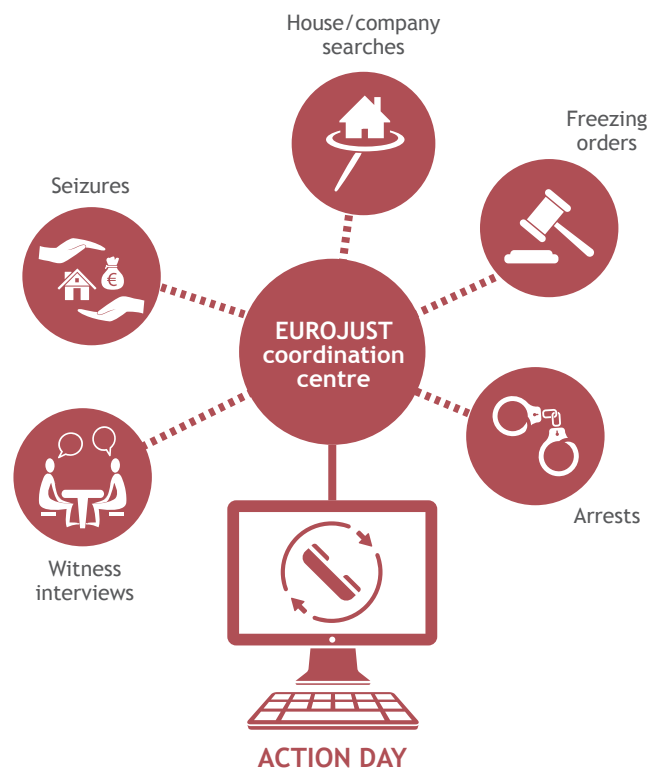 House/company
searches
Freezing
orders
Seizures
EUROJUST
coordination
centre
€
Arrests
Witness
interviews
ACTION DAY